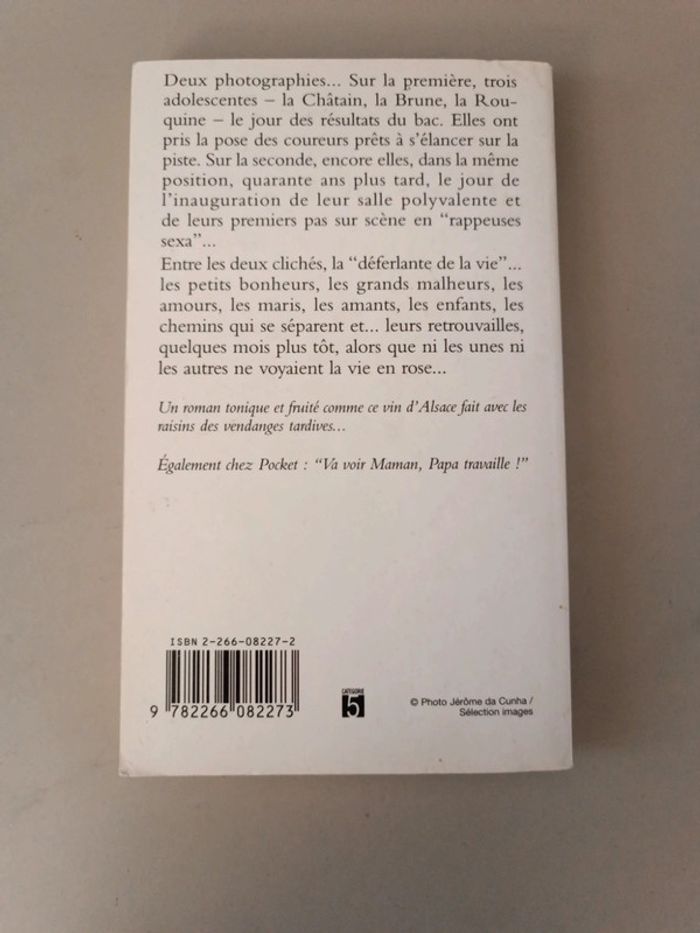 Deux photographies... Sur la première, trois
adolescentes – la Châtain, la Brune, la Rou-
quine – le jour des résultats du bac. Elles ont
pris la pose des coureurs prêts à s'élancer sur la
piste. Sur la seconde, encore elles, dans la même
position, quarante ans plus tard, le jour de
l'inauguration de leur salle polyvalente et
de leurs premiers pas sur scène en "rappeuses
sexa"...
Entre les deux clichés, la "déferlante de la vie"...
les petits bonheurs, les grands malheurs, les
amours, les maris, les amants, les enfants, les
chemins qui se séparent et... leurs retrouvailles,
quelques mois plus tôt, alors que ni les unes ni
les autres ne voyaient la vie en rose...
Un roman tonique et fruité comme ce vin d'Alsace fait avec les
raisins des vendanges tardives...
Également chez Pocket : "Va voir Maman, Papa travaille !"
ISBN 2-266-08227-2
9 782266 082273
CATÉGORIE
5
© Photo Jérôme da Cunha /
Sélection images